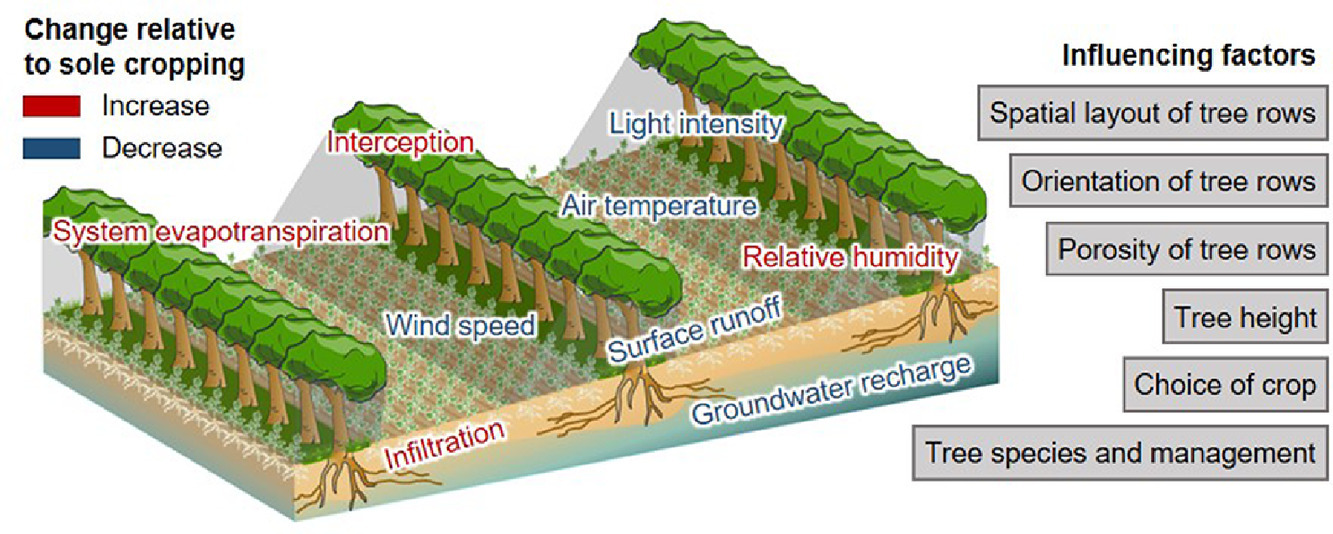 Change relative
to sole cropping
Increase
Decrease
Interception
System evapotranspiration
Light intensity
Air temperature
Relative humidity
Wind speed
Surface runoff
Groundwater recharge
Infiltration
Influencing factors
Spatial layout of tree rows
Orientation of tree rows
Porosity of tree rows
Tree height
Choice of crop
Tree species and management